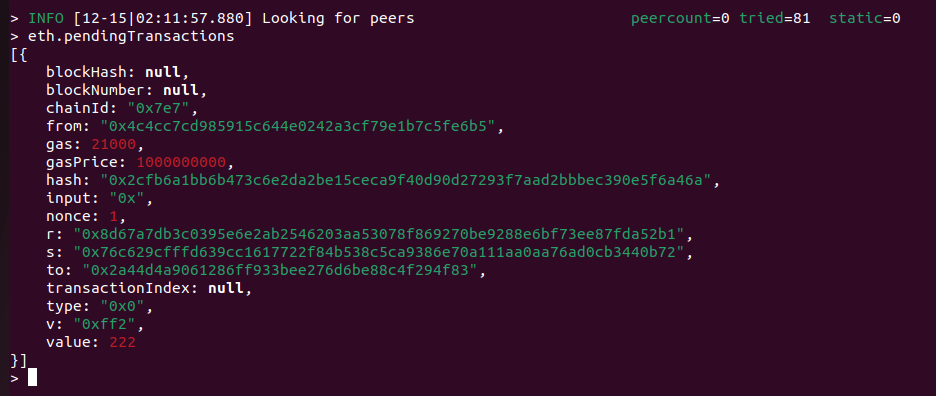 > INFO [12-15|02:11:57.880] Looking for peers peercount=0 tried=81 static=0
> eth.pendingTransactions
[{
blockHash: null,
blockNumber: null,
chainId: "0x7e7",
from: "0x4c4cc7cd985915c644e0242a3cf79e1b7c5fe6b5",
gas: 21000,
gasPrice: 1000000000,
hash: "0x2cfb6a1bb6b473c6e2da2be15ceca9f40d90d27293f7aad2bbbec390e5f6a46a",
input: "0x",
nonce: 1,
r: "0x8d67a7db3c0395e6e2ab2546203aa53078f869270be9288e6bf73ee87fda52b1",
s: "0x76c629cfffd639cc1617722f84b538c5ca9386e70a111aa0aa76ad0cb3440b72",
to: "0x2a44d4a9061286ff933bee276d6be88c4f294f83",
transactionIndex: null,
type: "0x0",
v: "0xff2",
value: 222
}]
>